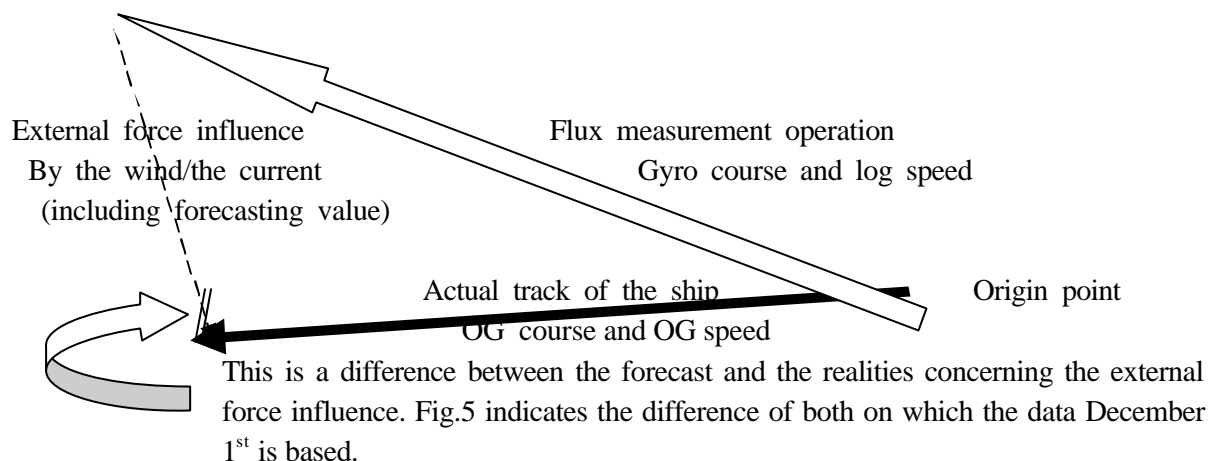 External force influence
By the wind/the current
(including forecasting value)
Flux measurement operation
Gyro course and log speed
Actual track of the ship
OG course and OG speed
Origin point
This is a difference between the forecast and the realities concerning the external
force influence. Fig.5 indicates the difference of both on which the data December
1st is based.